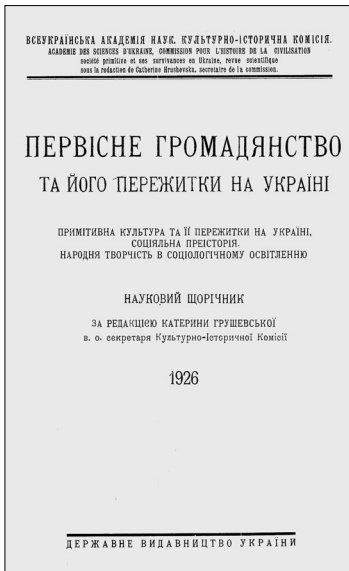 ВСЕУКРАЇНСЬКА АКАДЕМІЯ НАУК. КУЛЬТУРНО-ІСТОРИЧНА КОМІСІЯ.
ACADEMIE DES SCIENCES D'UKRAINE, COMMISSION POUR L'HISTOIRE DE LA CIVILISATION
société primitive et ses survivances en Ukraine, revue scientifique
sous la redaction de Catherine Hrushevska, secretaire de la commission.
ПЕРВІСНЕ ГРОМАДЯНСТВО
ТА ЙОГО ПЕРЕЖИТКИ НА УКРАЇНІ
ПРИМІТИВНА КУЛЬТУРА ТА ЇЇ ПЕРЕЖИТКИ НА УКРАЇНІ,
СОЦІЯЛЬНА ПРЕІСТОРІЯ.
НАРОДНЯ ТВОРЧІСТЬ В СОЦІОЛОГІЧНОМУ ОСВІТЛЕННЮ
НАУКОВИЙ ЩОРІЧНИК
ЗА РЕДАКЦІЄЮ КАТЕРИНИ ГРУШЕВСЬКОЇ
в. о. секретаря Культурно-Історичної Комісії
1926
ДЕРЖАВНЕ ВИДАВНИЦТВО УКРАЇНИ